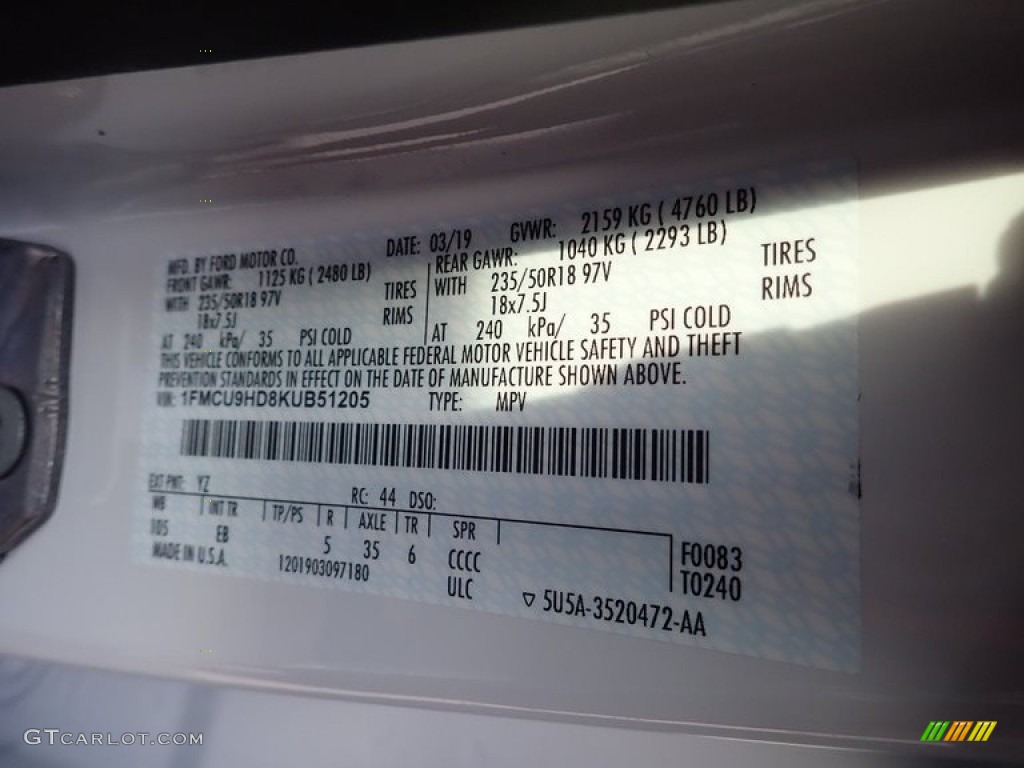 MFD. BY FORD MOTOR CO. DATE: 03/19 GVWR: 2159 KG ( 4760 LB)
FRONT GAWR: 1125 KG ( 2480 LB) REAR GAWR: 1040 KG ( 2293 LB)
WITH 235/50R18 97V TIRES WITH 235/50R18 97V TIRES
18x7.5J RIMS 18x7.5J RIMS
AT 240 kPa/ 35 PSI COLD AT 240 kPa/ 35 PSI COLD
THIS VEHICLE CONFORMS TO ALL APPLICABLE FEDERAL MOTOR VEHICLE SAFETY AND THEFT
PREVENTION STANDARDS IN EFFECT ON THE DATE OF MANUFACTURE SHOWN ABOVE.
VIN: 1FMCU9HD8KUB51205 TYPE: MPV
EXT PNT: YZ RC: 44 DSO:
WB INT TR TP/PS R AXLE TR SPR
105 EB 5 35 6 CCCC F0083
MADE IN U.S.A. 1201903097180 ULC T0240
▽ 5U5A-3520472-AA
GTCARLOT.COM